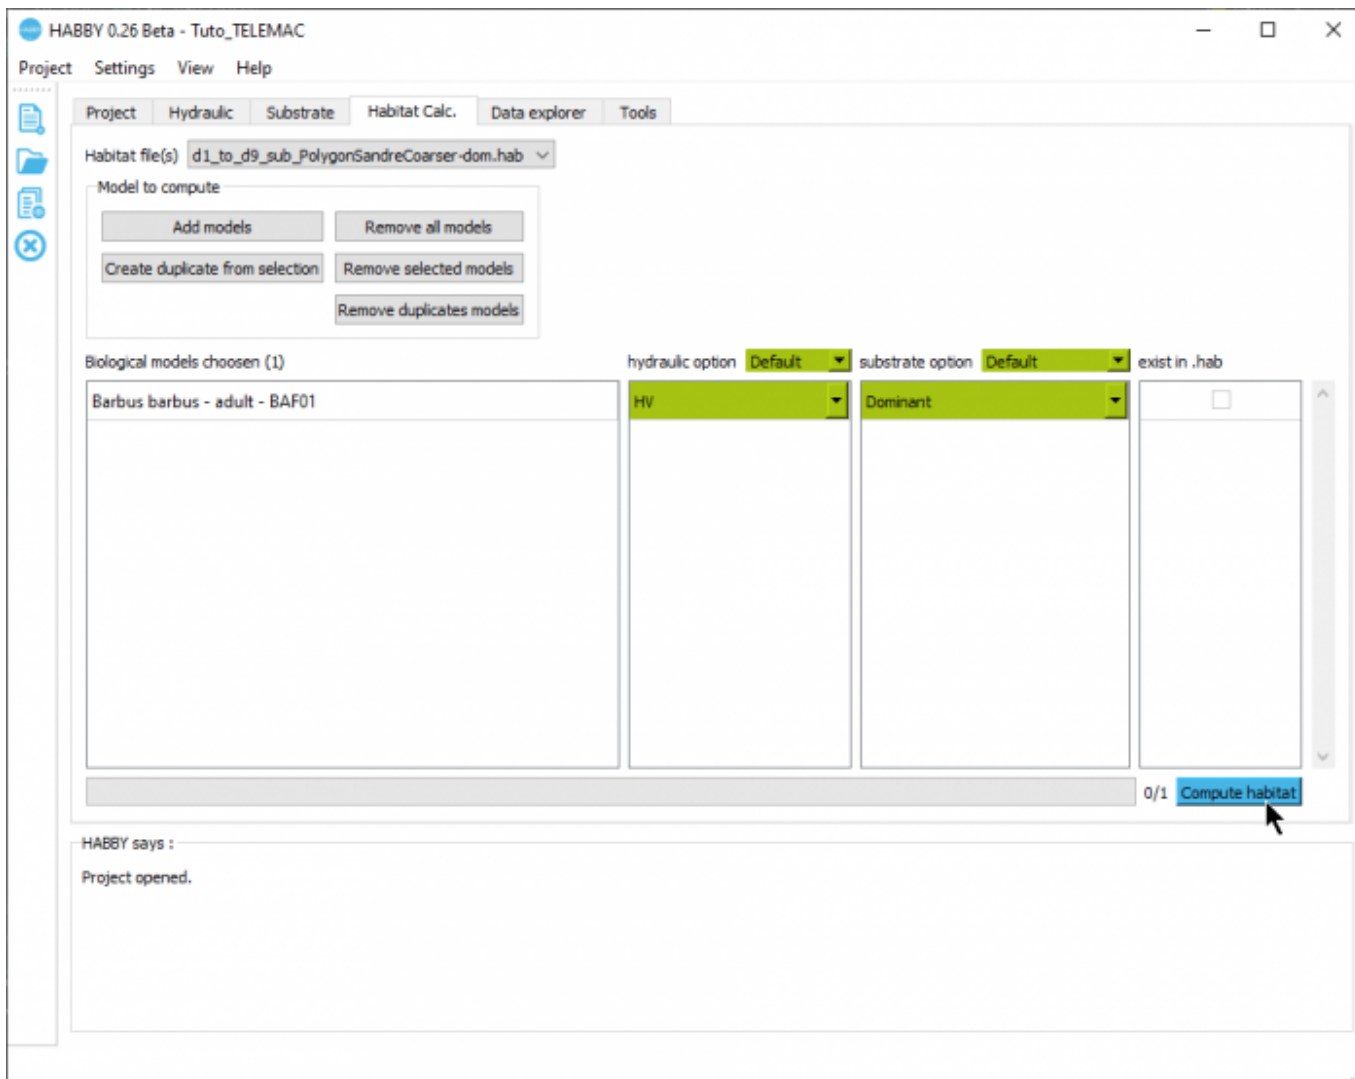 HABBY 0.26 Beta - Tuto_TELEMAC
Project Settings View Help
Project Hydraulic Substrate Habitat Calc. Data explorer Tools
Habitat file(s) d1_to_d9_sub_PolygonSandreCoarser-dom.hab
Model to compute
Add models Remove all models
Create duplicate from selection Remove selected models
Remove duplicates models
Biological models choosen (1) hydraulic option Default substrate option Default exist in .hab
Barbus barbus - adult - BAF01 HV Dominant
0/1 Compute habitat
HABBY says :
Project opened.